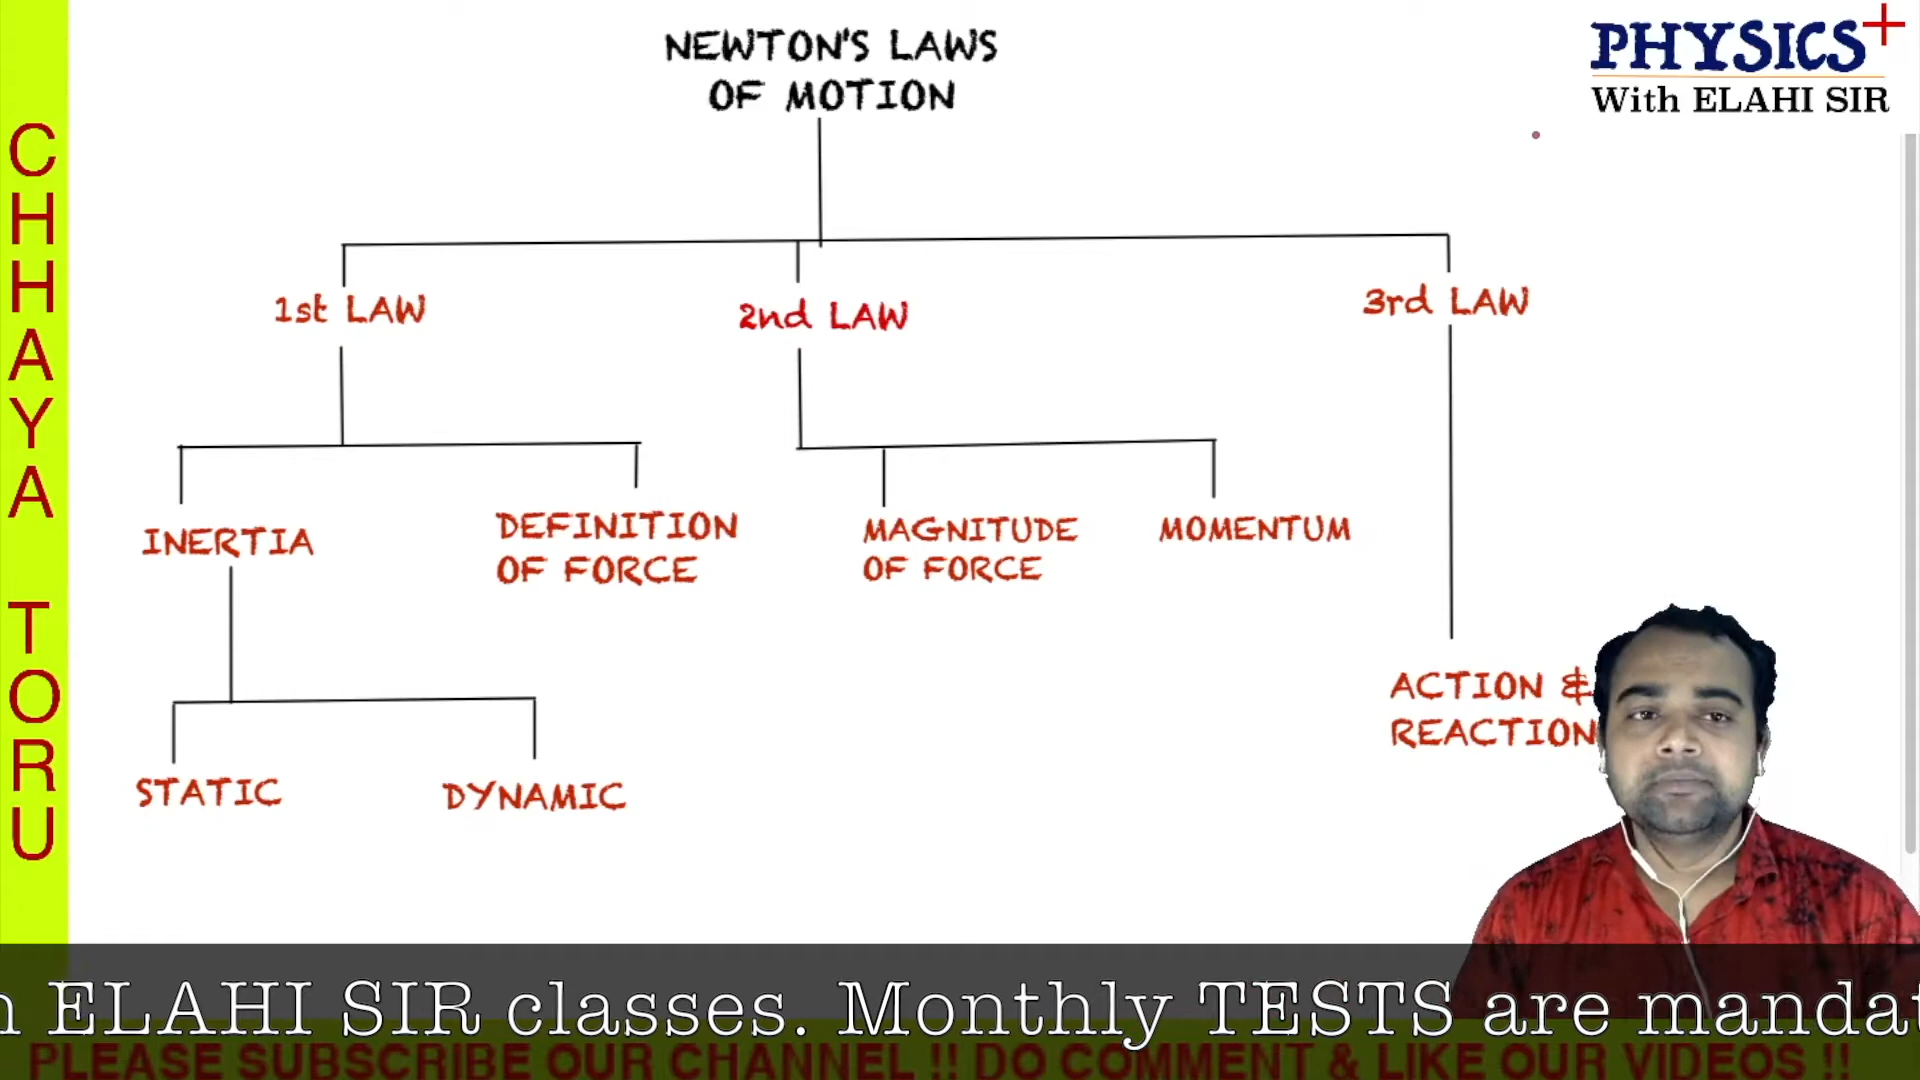 NEWTON'S LAWS
OF MOTION
PHYSICS+
With ELAHI SIR
CHHAYA TORU
1st LAW
2nd LAW
3rd LAW
INERTIA
DEFINITION
OF FORCE
MAGNITUDE
OF FORCE
MOMENTUM
STATIC
DYNAMIC
ACTION &
REACTION
ELAHI SIR classes. Monthly TESTS are
PLEASE SUBSCRIBE OUR CHANNEL !! DO COMMENT & LIKE OUR VIDEOS !!